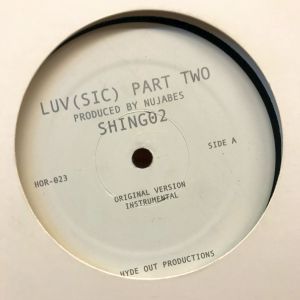 LUV(SIC) PART TWO
PRODUCED BY NUJABES
SHING02
SIDE A
HOR-023
ORIGINAL VERSION
INSTRUMENTAL
HYDE OUT PRODUCTIONS